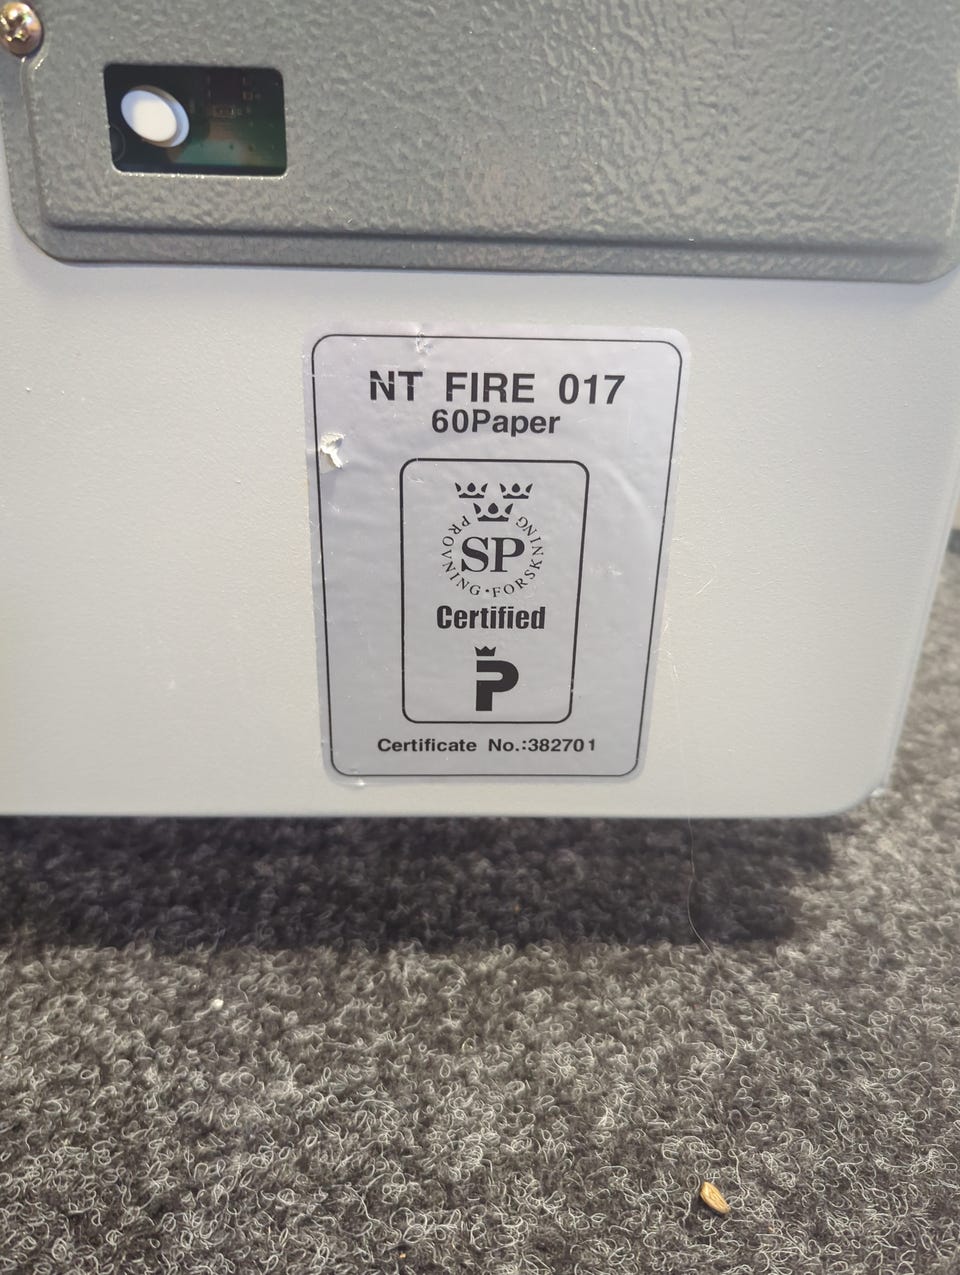 NT FIRE 017
60Paper
SP
PROVNING • FORSKNING
Certified
P
Certificate No.:382701